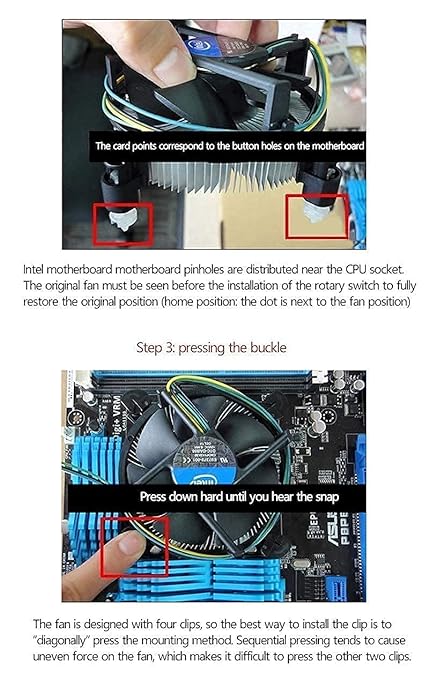 intel
The card points correspond to the button holes on the motherboard
Intel motherboard motherboard pinholes are distributed near the CPU socket.
The original fan must be seen before the installation of the rotary switch to fully
restore the original position (home position: the dot is next to the fan position)
Step 3: pressing the buckle
Digi+ VRM
intel
Press down hard until you hear the snap
The fan is designed with four clips, so the best way to install the clip is to
“diagonally” press the mounting method. Sequential pressing tends to cause
uneven force on the fan, which makes it difficult to press the other two clips.